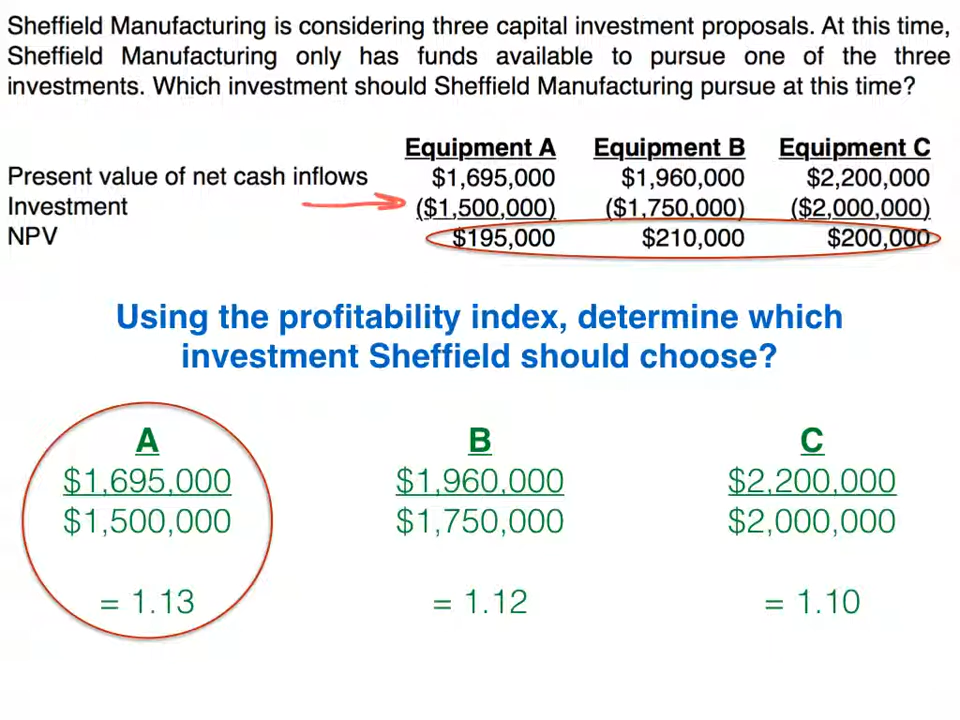 Sheffield Manufacturing is considering three capital investment proposals. At this time,
Sheffield Manufacturing only has funds available to pursue one of the three
investments. Which investment should Sheffield Manufacturing pursue at this time?
Equipment A Equipment B Equipment C
Present value of net cash inflows $1,695,000 $1,960,000 $2,200,000
Investment ($1,500,000) ($1,750,000) ($2,000,000)
NPV $195,000 $210,000 $200,000
Using the profitability index, determine which
investment Sheffield should choose?
A B C
$1,695,000 $1,960,000 $2,200,000
$1,500,000 $1,750,000 $2,000,000
= 1.13 = 1.12 = 1.10